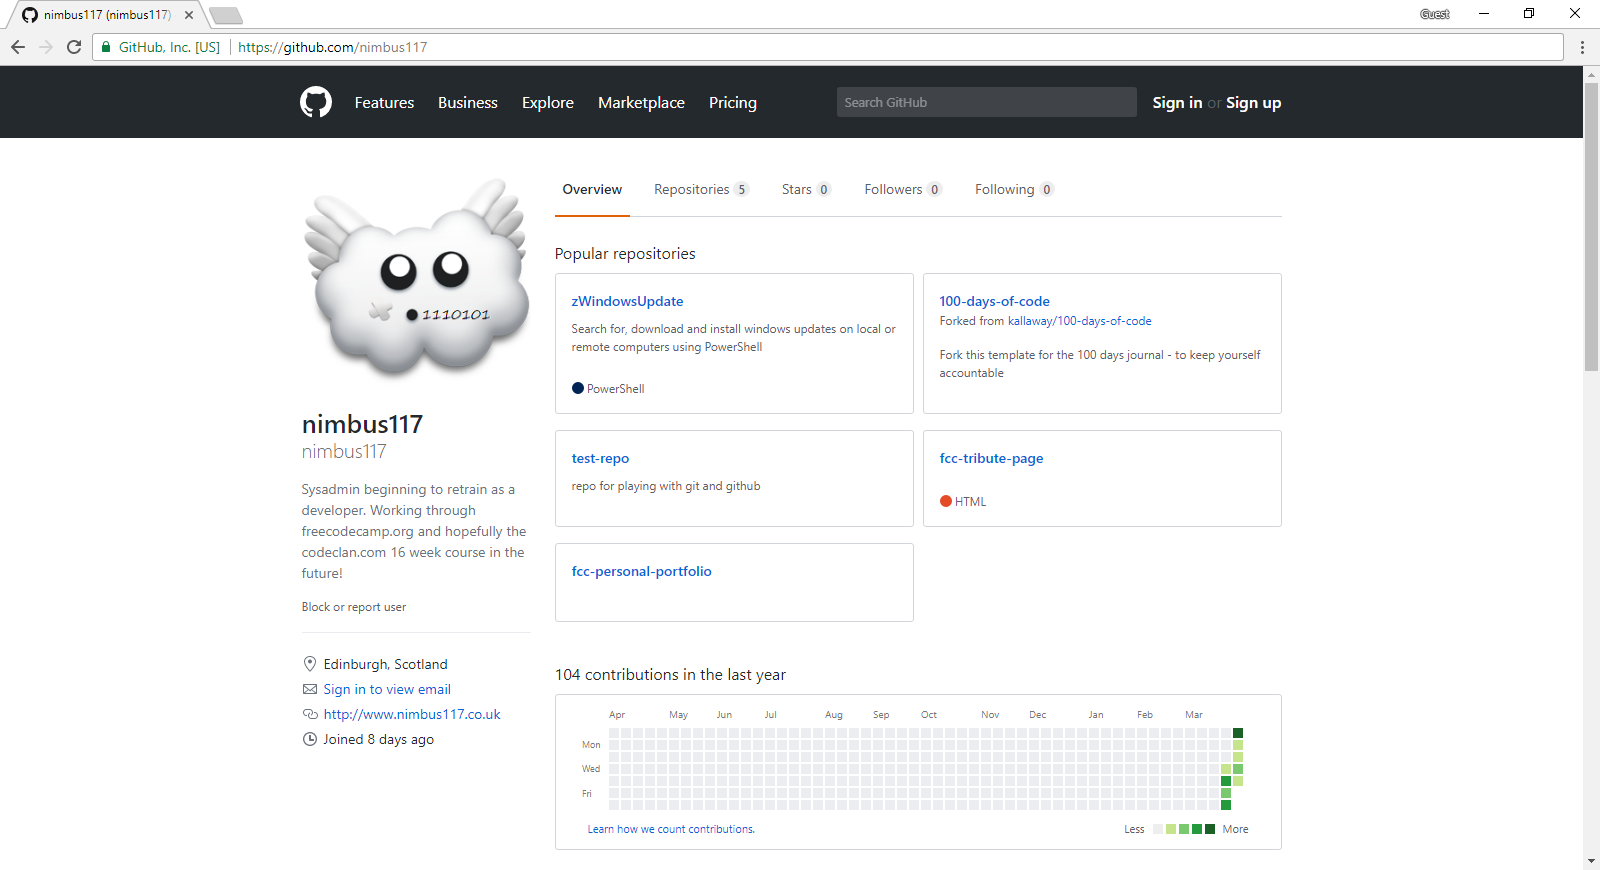 nimbus117 (nimbus117)
Guest
GitHub, Inc. [US] https://github.com/nimbus117
Features Business Explore Marketplace Pricing Search GitHub Sign in or Sign up
1110101
nimbus117
nimbus117
Sysadmin beginning to retrain as a
developer. Working through
freecodecamp.org and hopefully the
codeclan.com 16 week course in the
future!
Block or report user
Edinburgh, Scotland
Sign in to view email
http://www.nimbus117.co.uk
Joined 8 days ago
Overview Repositories 5 Stars 0 Followers 0 Following 0
Popular repositories
zWindowsUpdate
Search for, download and install windows updates on local or
remote computers using PowerShell
PowerShell
100-days-of-code
Forked from kallaway/100-days-of-code
Fork this template for the 100 days journal - to keep yourself
accountable
test-repo
repo for playing with git and github
fcc-tribute-page
HTML
fcc-personal-portfolio
104 contributions in the last year
Apr May Jun Jul Aug Sep Oct Nov Dec Jan Feb Mar
Mon
Wed
Fri
Learn how we count contributions.
Less More